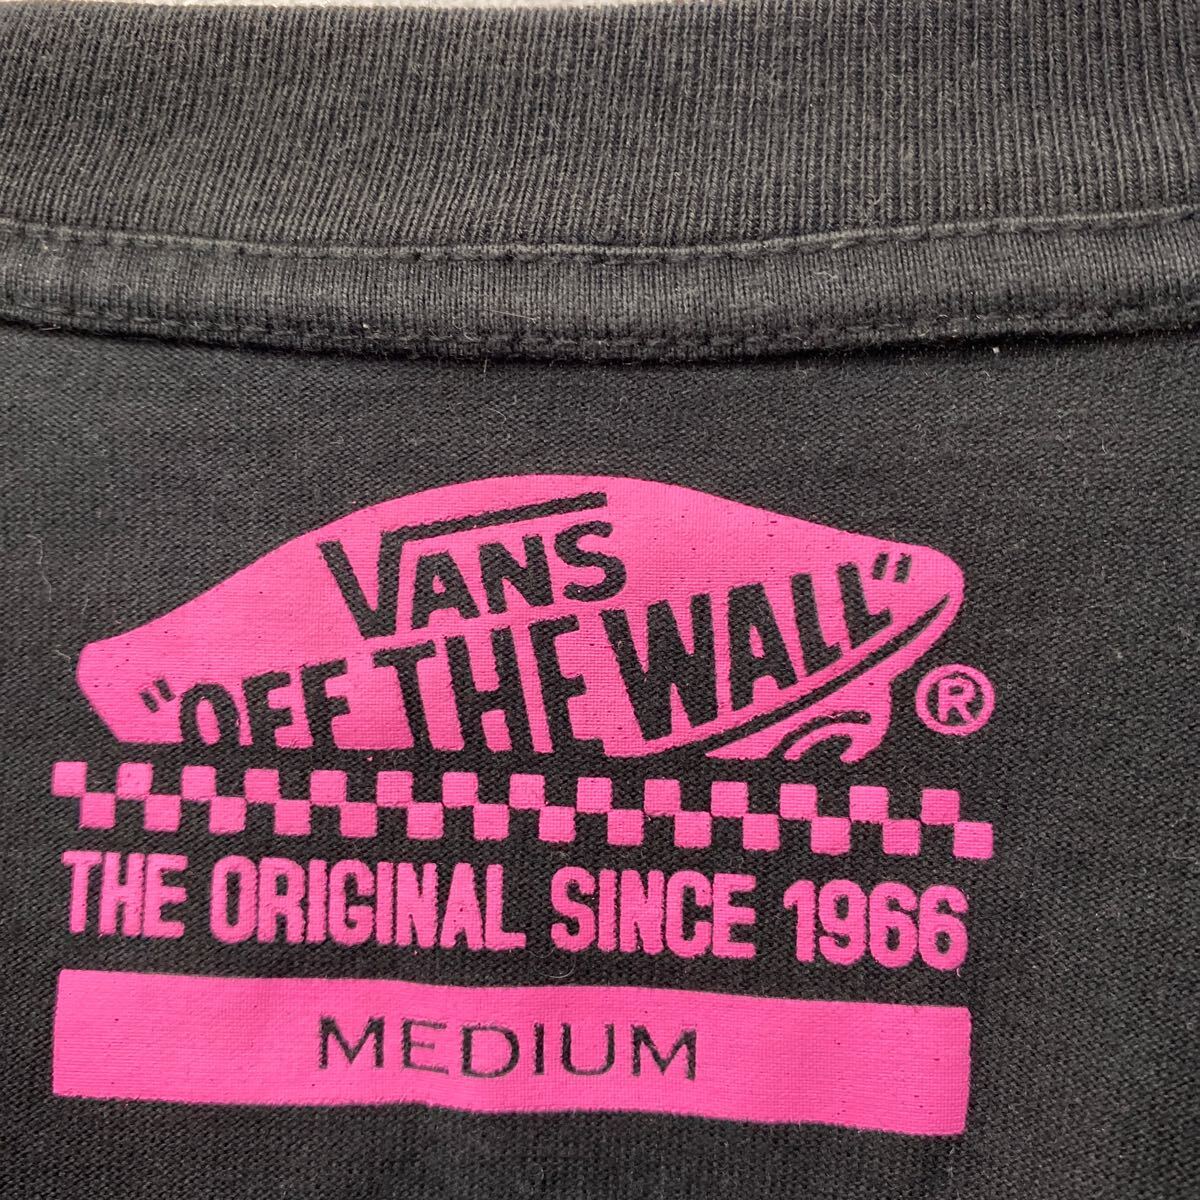 VANS
"OFF THE WALL"
®
THE ORIGINAL SINCE 1966
MEDIUM